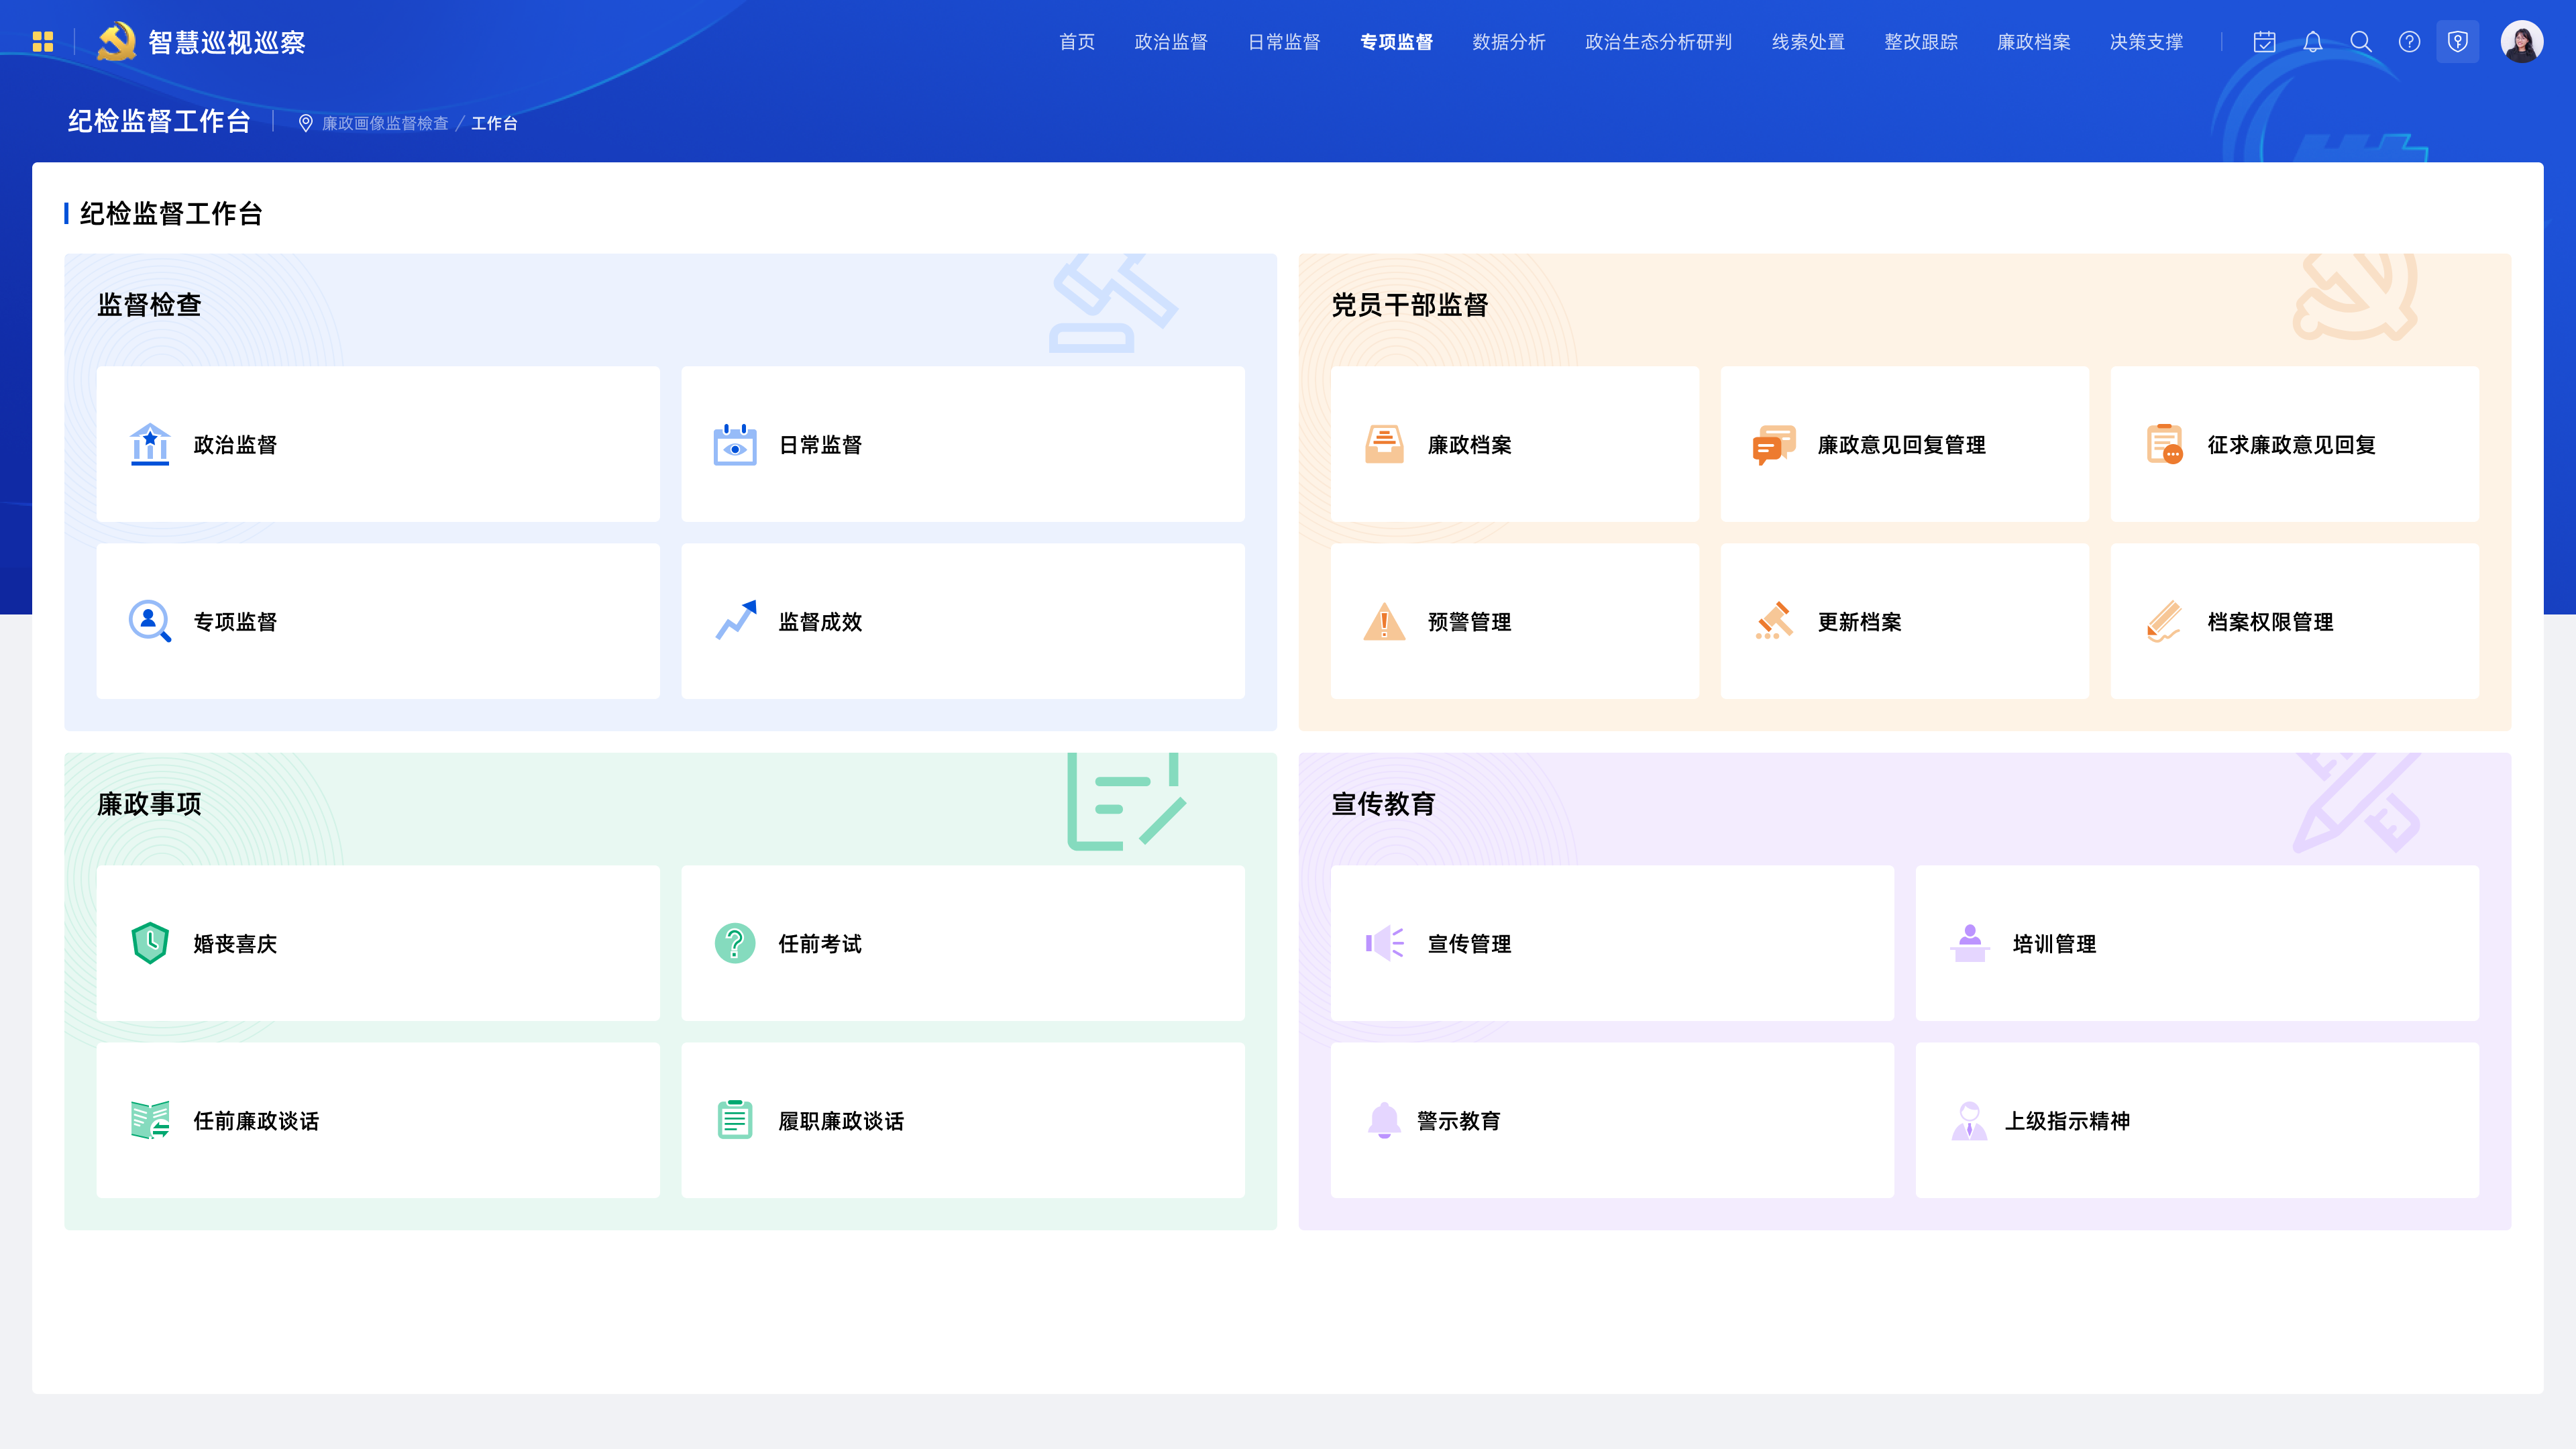 智慧巡视巡察
首页 政治监督 日常监督 专项监督 数据分析 政治生态分析研判 线索处置 整改跟踪 廉政档案 决策支撑
纪检监督工作台
廉政画像监督檢查 / 工作台
纪检监督工作台
监督检查
政治监督
日常监督
专项监督
监督成效
党员干部监督
廉政档案
廉政意见回复管理
征求廉政意见回复
预警管理
更新档案
档案权限管理
廉政事项
婚丧喜庆
任前考试
任前廉政谈话
履职廉政谈话
宣传教育
宣传管理
培训管理
警示教育
上级指示精神